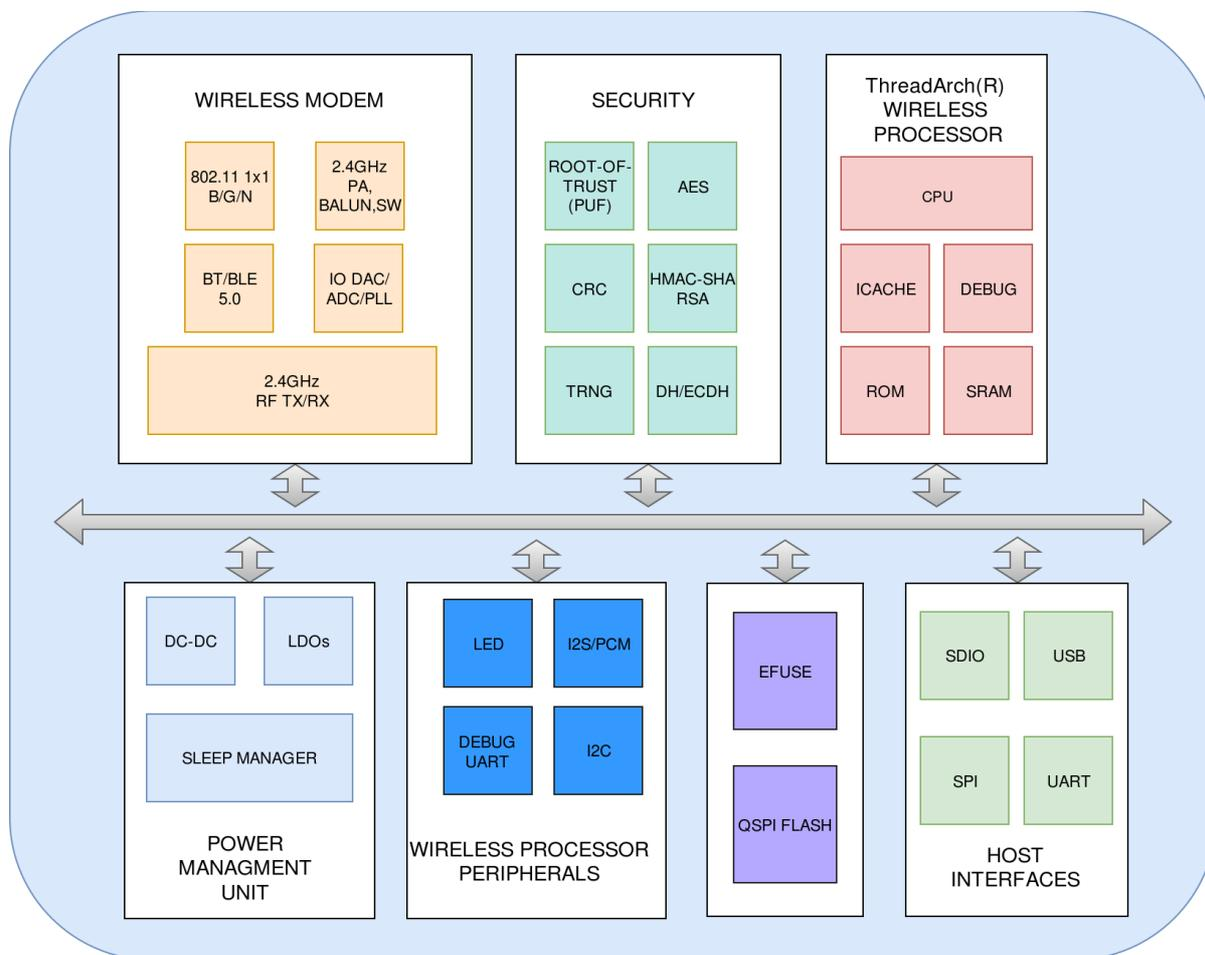 WIRELESS MODEM
802.11 1x1
B/G/N
2.4GHz
PA,
BALUN,SW
BT/BLE
5.0
IO DAC/
ADC/PLL
2.4GHz
RF TX/RX
SECURITY
ROOT-OF-
TRUST
(PUF)
AES
CRC
HMAC-SHA
RSA
TRNG
DH/ECDH
ThreadArch(R)
WIRELESS
PROCESSOR
CPU
ICACHE
DEBUG
ROM
SRAM
DC-DC
LDOs
SLEEP MANAGER
POWER
MANAGMENT
UNIT
LED
I2S/PCM
DEBUG
UART
I2C
WIRELESS PROCESSOR
PERIPHERALS
EFUSE
QSPI FLASH
SDIO
USB
SPI
UART
HOST
INTERFACES